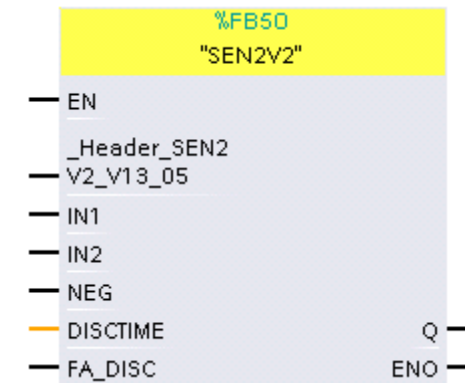 %FB50
"SEN2V2"
EN
_Header_SEN2
V2_V13_05
IN1
IN2
NEG
DISCTIME Q
FA_DISC ENO